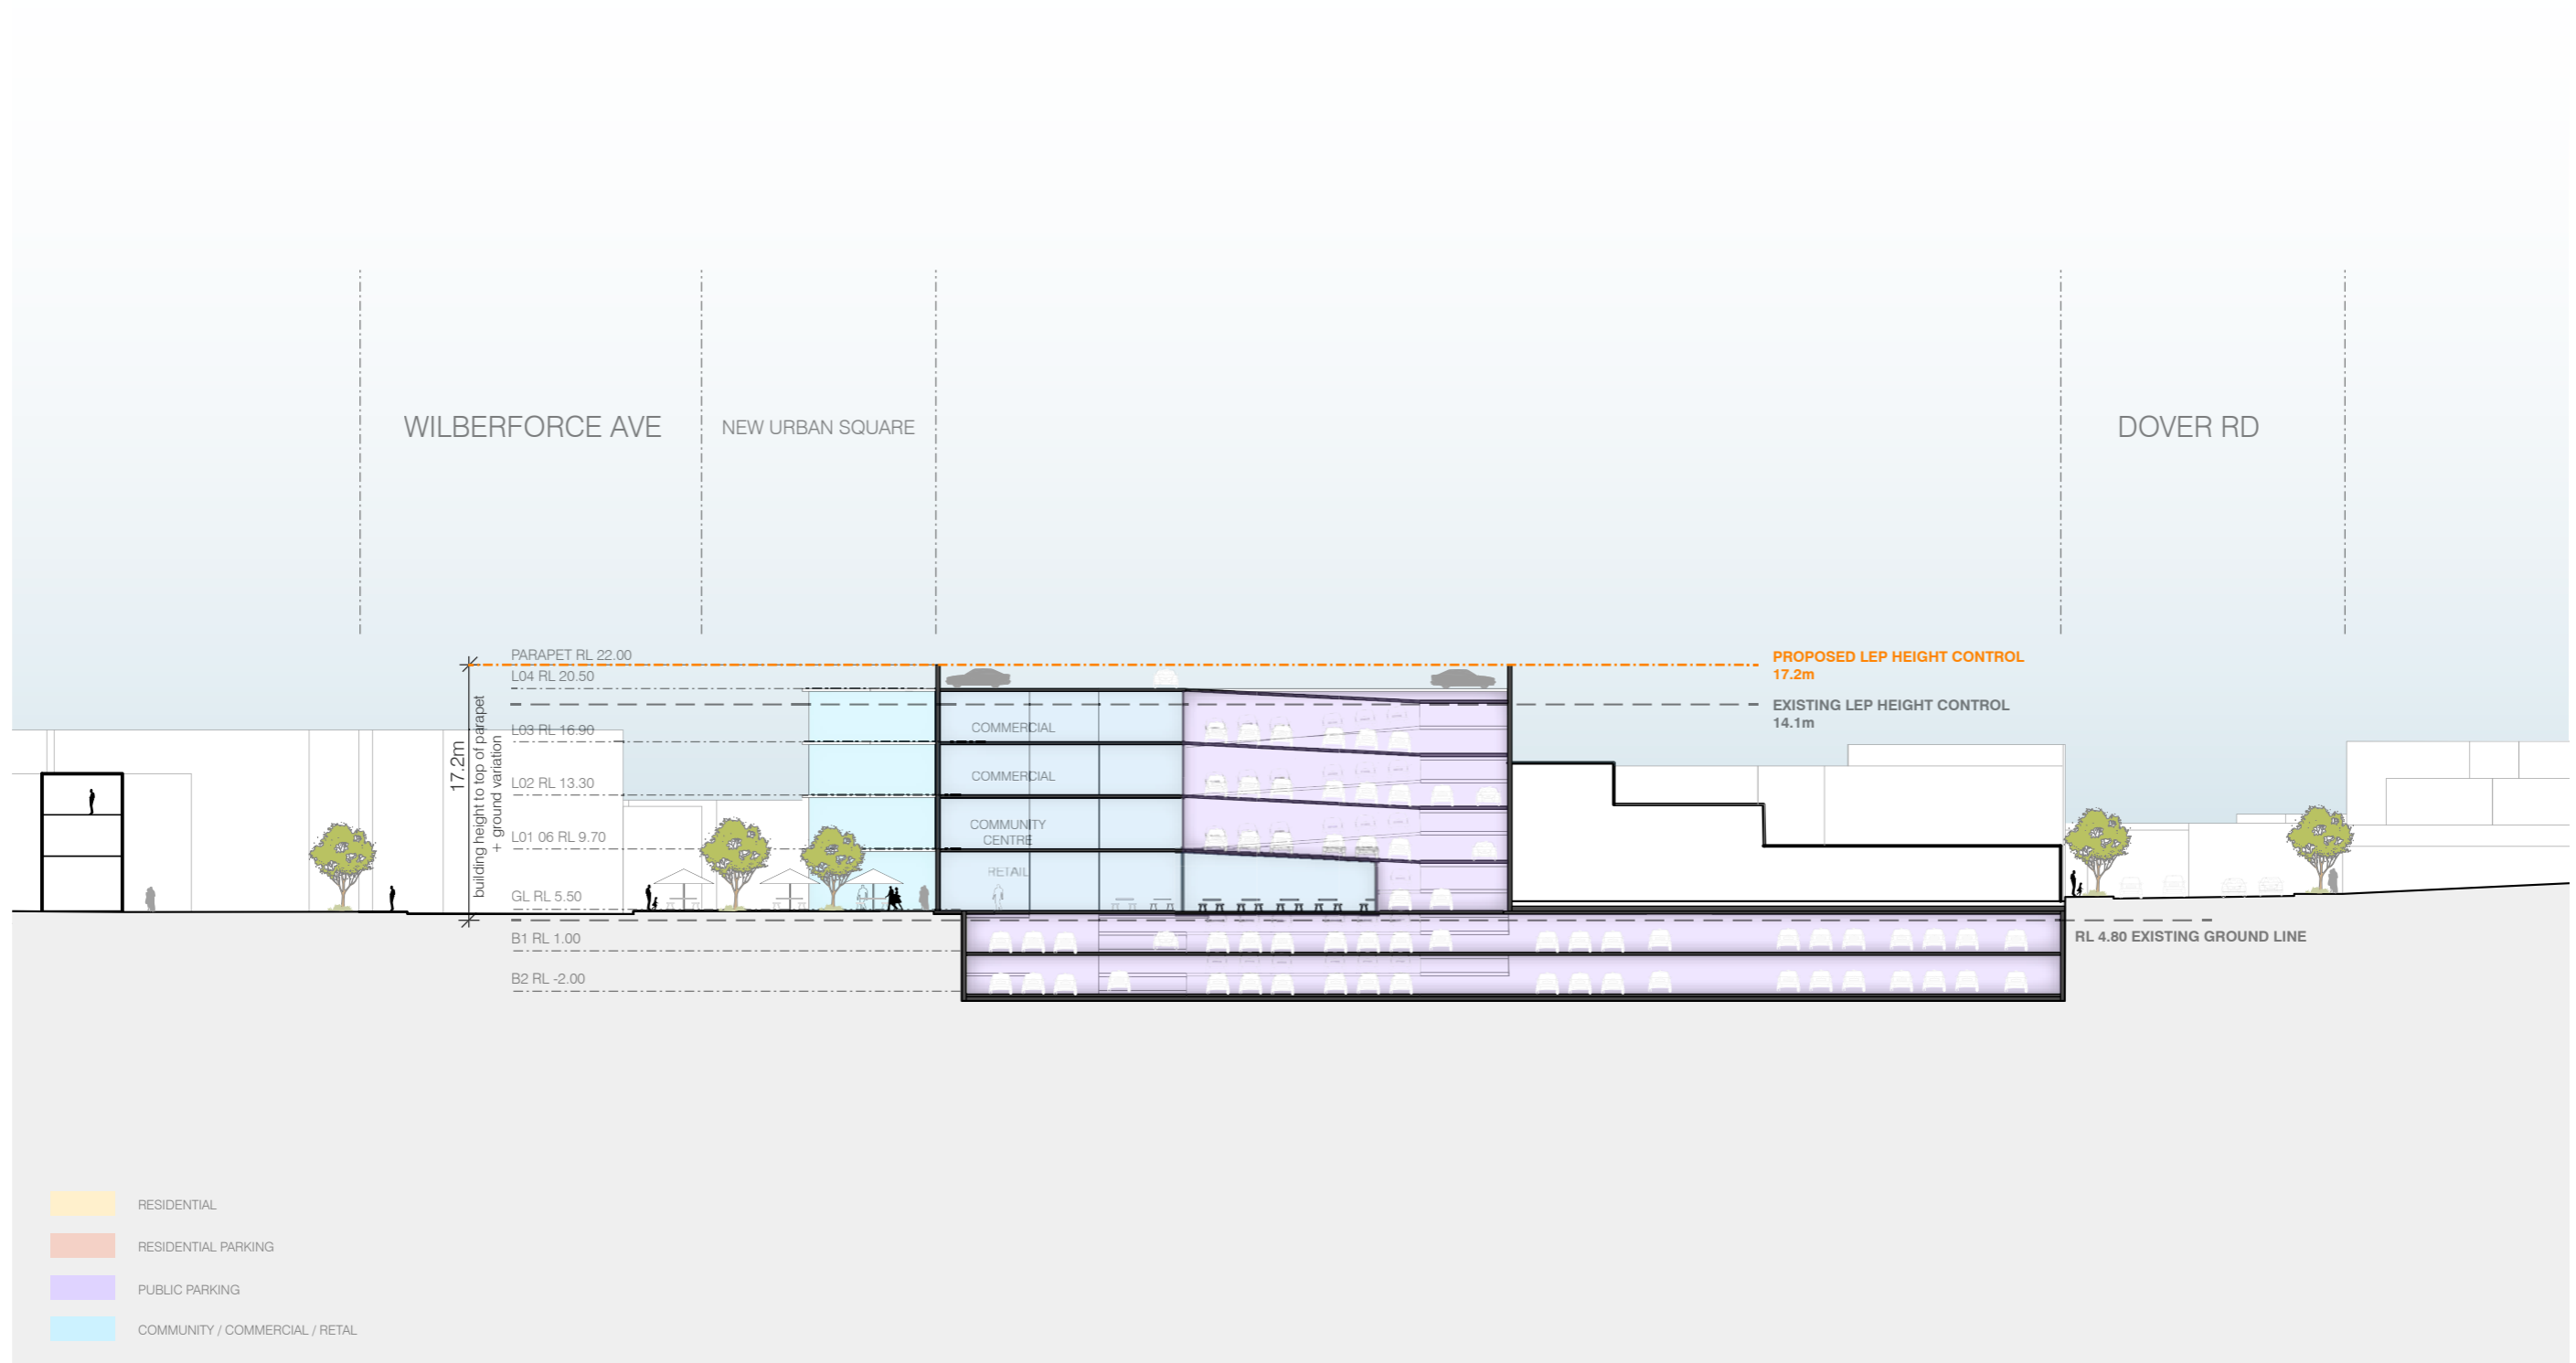 WILBERFORCE AVE
NEW URBAN SQUARE
DOVER RD
PARAPET RL 22.00
L04 RL 20.50
L03 RL 16.90
L02 RL 13.30
L01 06 RL 9.70
GL RL 5.50
B1 RL 1.00
B2 RL -2.00
17.2m
building height to top of parapet
+ ground variation
PROPOSED LEP HEIGHT CONTROL
17.2m
EXISTING LEP HEIGHT CONTROL
14.1m
COMMERCIAL
COMMERCIAL
COMMUNITY
CENTRE
RETAIL
RL 4.80 EXISTING GROUND LINE
RESIDENTIAL
RESIDENTIAL PARKING
PUBLIC PARKING
COMMUNITY / COMMERCIAL / RETAL